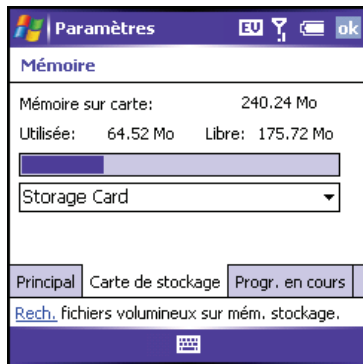 Paramètres EU ok
Mémoire
Mémoire sur carte: 240.24 Mo
Utilisée: 64.52 Mo Libre: 175.72 Mo
Storage Card
Principal Carte de stockage Progr. en cours
Rech. fichiers volumineux sur mém. stockage.